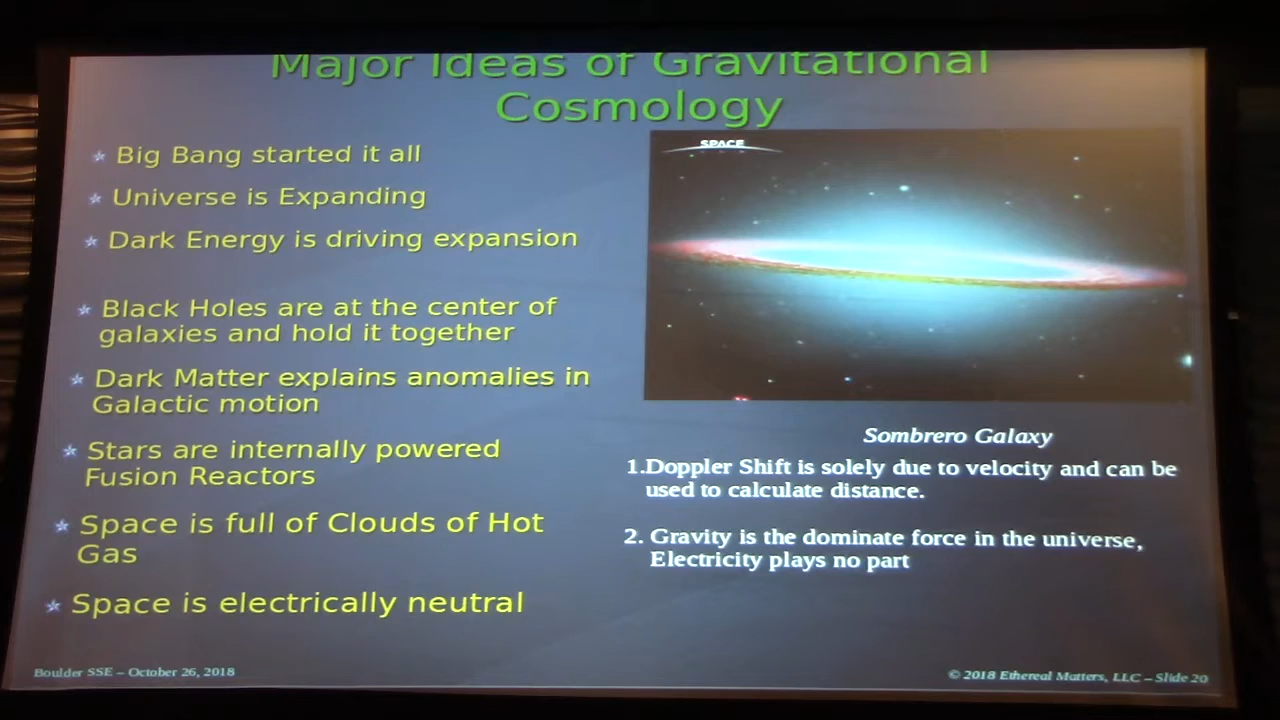 Major Ideas of Gravitational
Cosmology
Big Bang started it all
Universe is Expanding
Dark Energy is driving expansion
Black Holes are at the center of
galaxies and hold it together
Dark Matter explains anomalies in
Galactic motion
Stars are internally powered
Fusion Reactors
Space is full of Clouds of Hot
Gas
Space is electrically neutral
SPACE
Sombrero Galaxy
1.Doppler Shift is solely due to velocity and can be
used to calculate distance.
2. Gravity is the dominate force in the universe,
Electricity plays no part
Boulder SSE – October 26, 2018
© 2018 Ethereal Matters, LLC – Slide 20